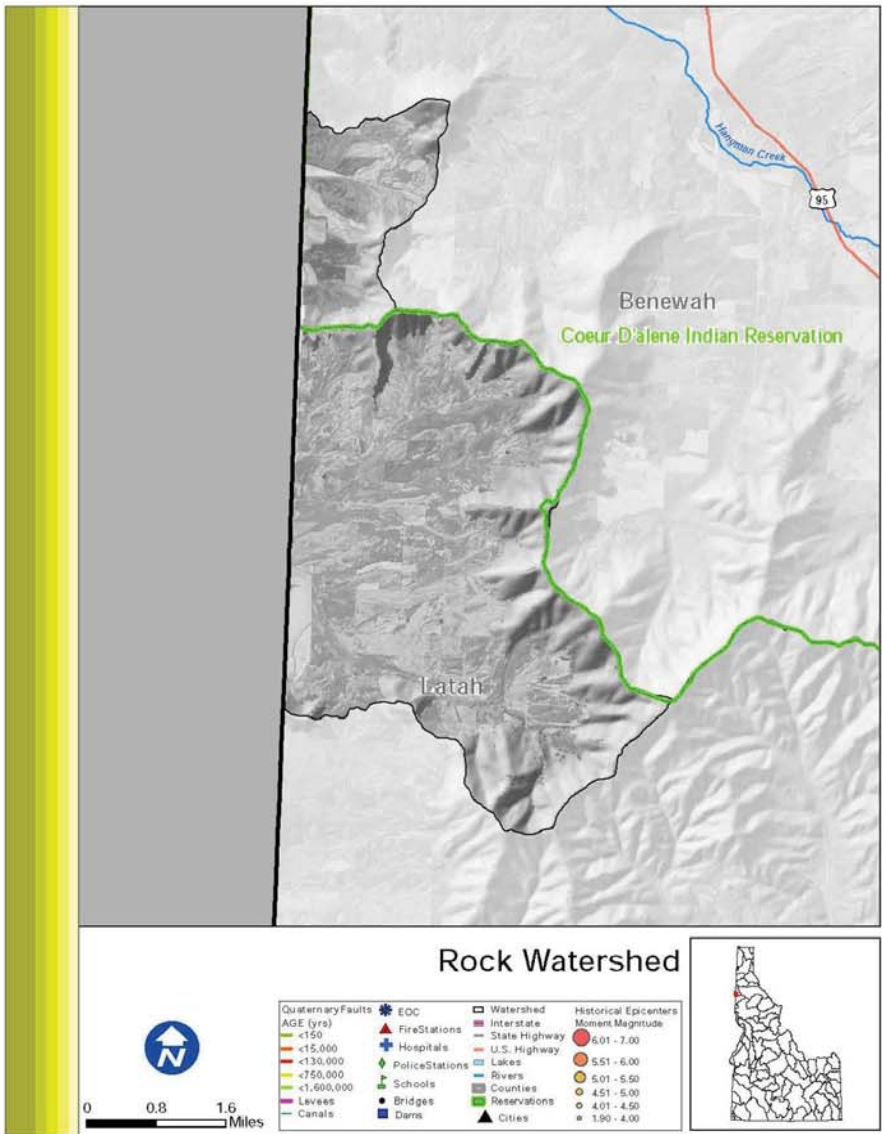 Hangman Creek
95
Benewah
Coeur D'alene Indian Reservation
Latah
Rock Watershed
N
0 0.8 1.6
Miles
Quaternary Faults
AGE (yrs)
<150
<15,000
<130,000
<750,000
<1,600,000
Levees
Canals
EOC
FireStations
Hospitals
PoliceStations
Schools
Bridges
Dams
Watershed
Interstate
State Highway
U.S. Highway
Lakes
Rivers
Counties
Reservations
Cities
Historical Epicenters
Moment Magnitude
6.01 - 7.00
5.51 - 6.00
5.01 - 5.50
4.51 - 5.00
4.01 - 4.50
1.90 - 4.00